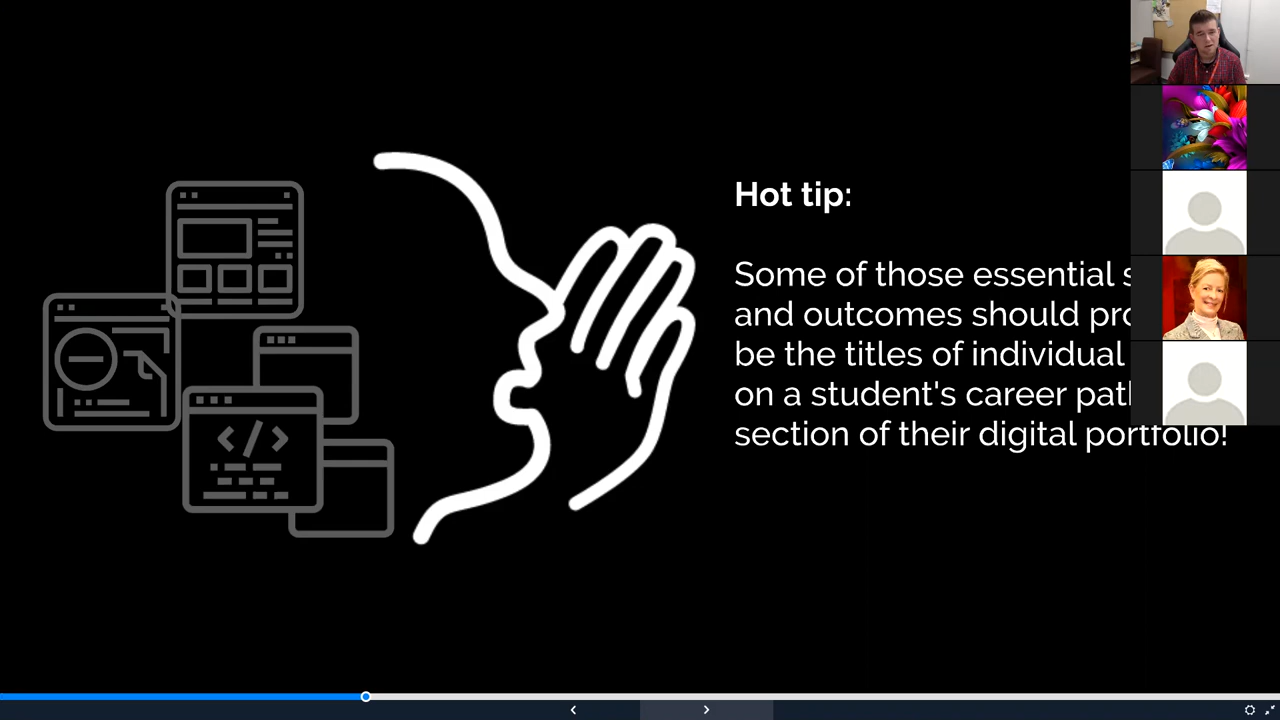 Hot tip:
Some of those essential
and outcomes should
be the titles of individual
on a student's career
section of their digital portfolio!